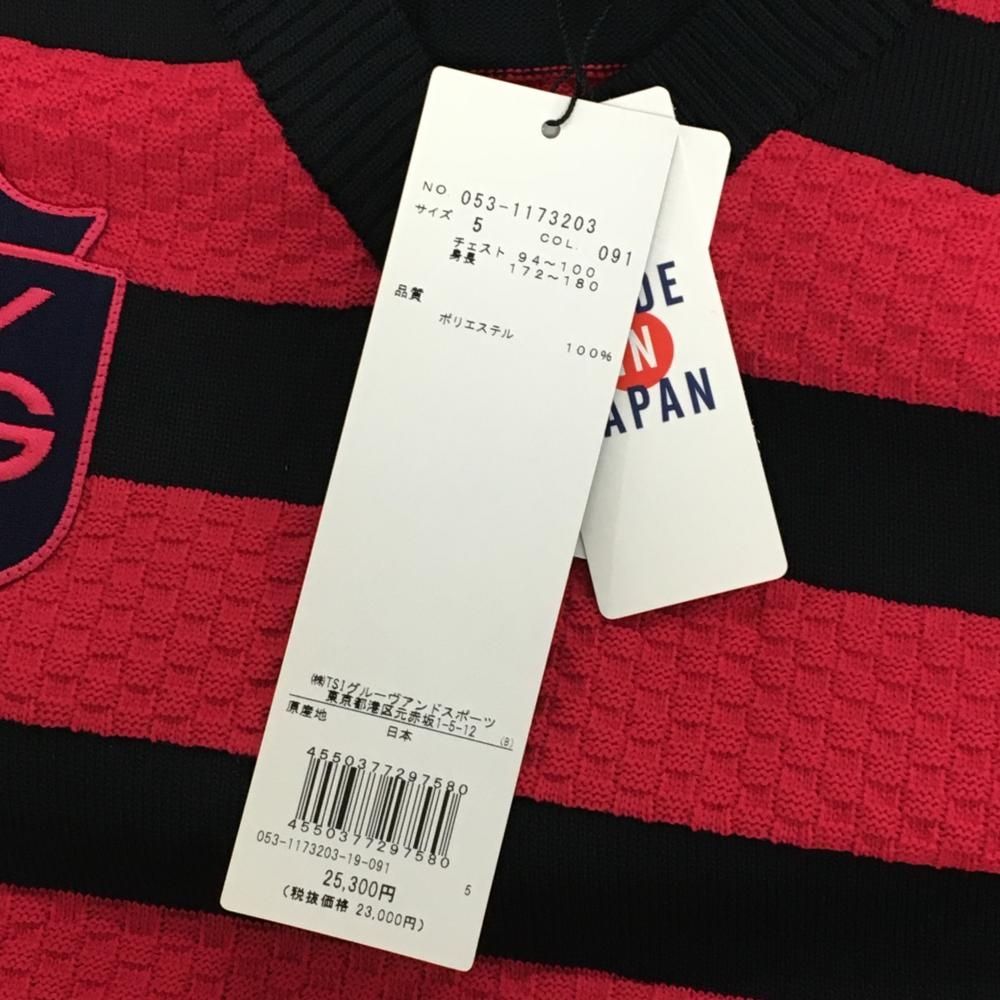 NO. 053-1173203
サイズ 5 COL. 091
チェスト 94～100
身長 172～180
品質
ポリエステル 100%
㈱TSIグルーヴアンドスポーツ
東京都港区元赤坂1-5-12 (B)
原産地 日本
4550377297580
4550377297580
053-1173203-19-091 5
25,300円
(税抜価格 23,000円)
DE
IN
APAN
G